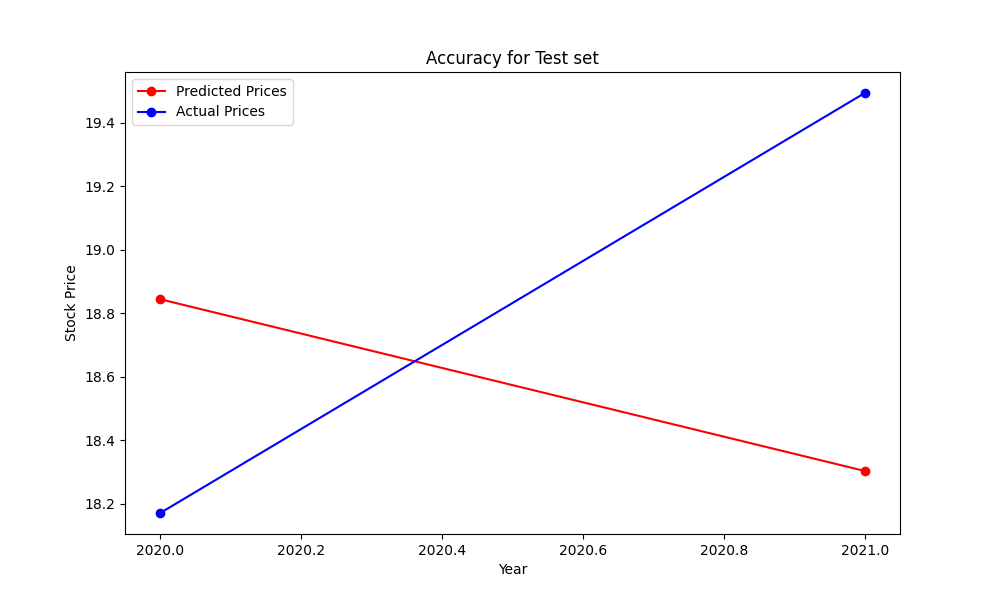 Accuracy for Test set
Predicted Prices
Actual Prices
Stock Price
19.4
19.2
19.0
18.8
18.6
18.4
18.2
2020.0 2020.2 2020.4 2020.6 2020.8 2021.0
Year